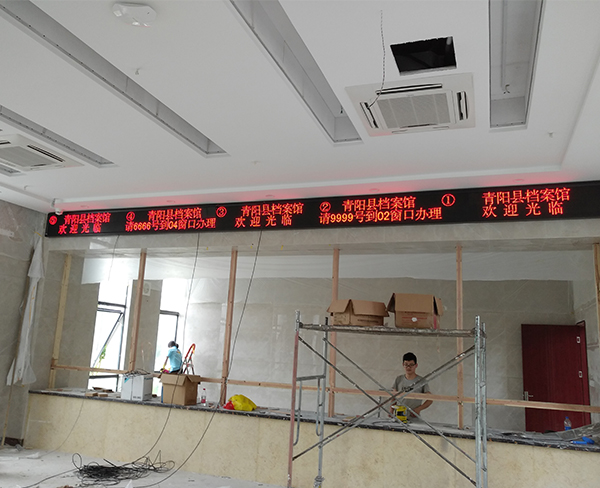 ⑤ 青阳县档案馆
欢迎光临
④ 青阳县档案馆
请6666号到04窗口办理
③ 青阳县档案馆
欢迎光临
② 青阳县档案馆
请9999号到02窗口办理
① 青阳县档案馆
欢迎光临